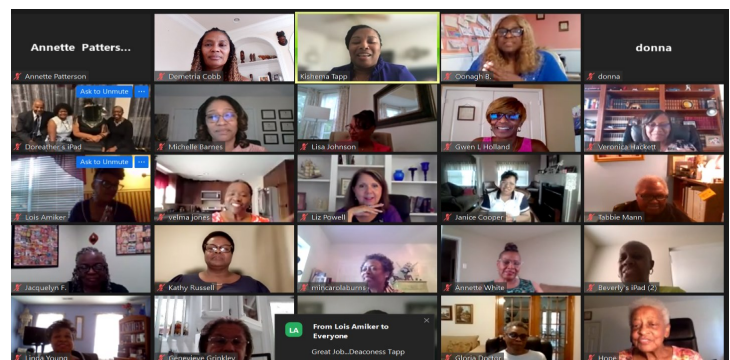 Annette Patters...
donna
Annette Patterson
Demetria Cobb
Kishema Tapp
Donagh B.
donna
Ask to Unmute ...
Doreather's iPad
Michelle Barnes
Lisa Johnson
Gwen L Holland
Veronica Hackett
Ask to Unmute ...
Lois Amiker
velma jones
Liz Powell
Janice Cooper
Tabbie Mann
Jacquelyn F.
Kathy Russell
mincarolaburns
Annette White
Beverly's iPad (2)
Linda Young
Genevieve Grinkley
LA
From Lois Amiker to
Everyone
Great Job...Deaconess Tapp
Gloria Doctor
Hope